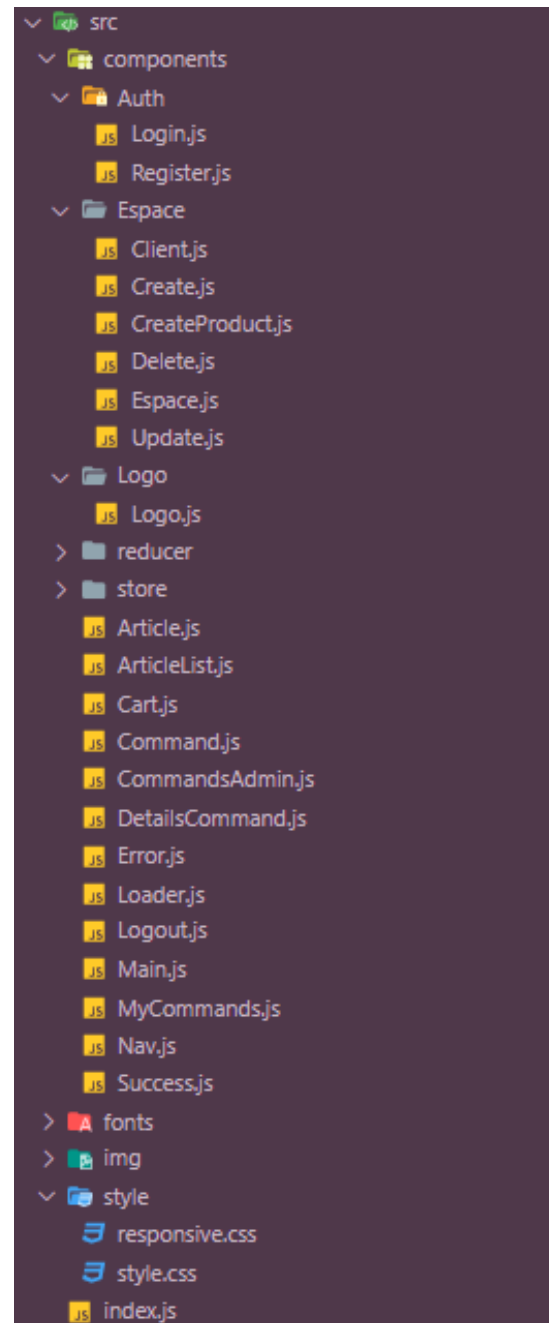 src
components
Auth
Login.js
Register.js
Espace
Client.js
Create.js
CreateProduct.js
Delete.js
Espace.js
Update.js
Logo
Logo.js
reducer
store
Article.js
ArticleList.js
Cart.js
Command.js
CommandsAdmin.js
DetailsCommand.js
Error.js
Loader.js
Logout.js
Main.js
MyCommands.js
Nav.js
Success.js
fonts
img
style
responsive.css
style.css
index.js